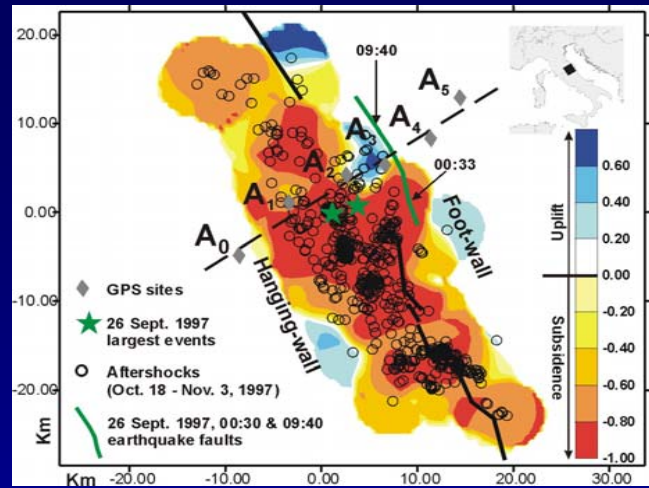 20.00
10.00
0.00
-10.00
-20.00
Km
Km
-20.00
-10.00
0.00
10.00
20.00
30.00
09:40
00:33
A0
A1
A2
A3
A4
A5
Foot-wall
Hanging-wall
GPS sites
26 Sept. 1997
largest events
Aftershocks
(Oct. 18 - Nov. 3, 1997)
26 Sept. 1997, 00:30 & 09:40
earthquake faults
Uplift
Subsidence
0.60
0.40
0.20
0.00
-0.20
-0.40
-0.60
-0.80
-1.00